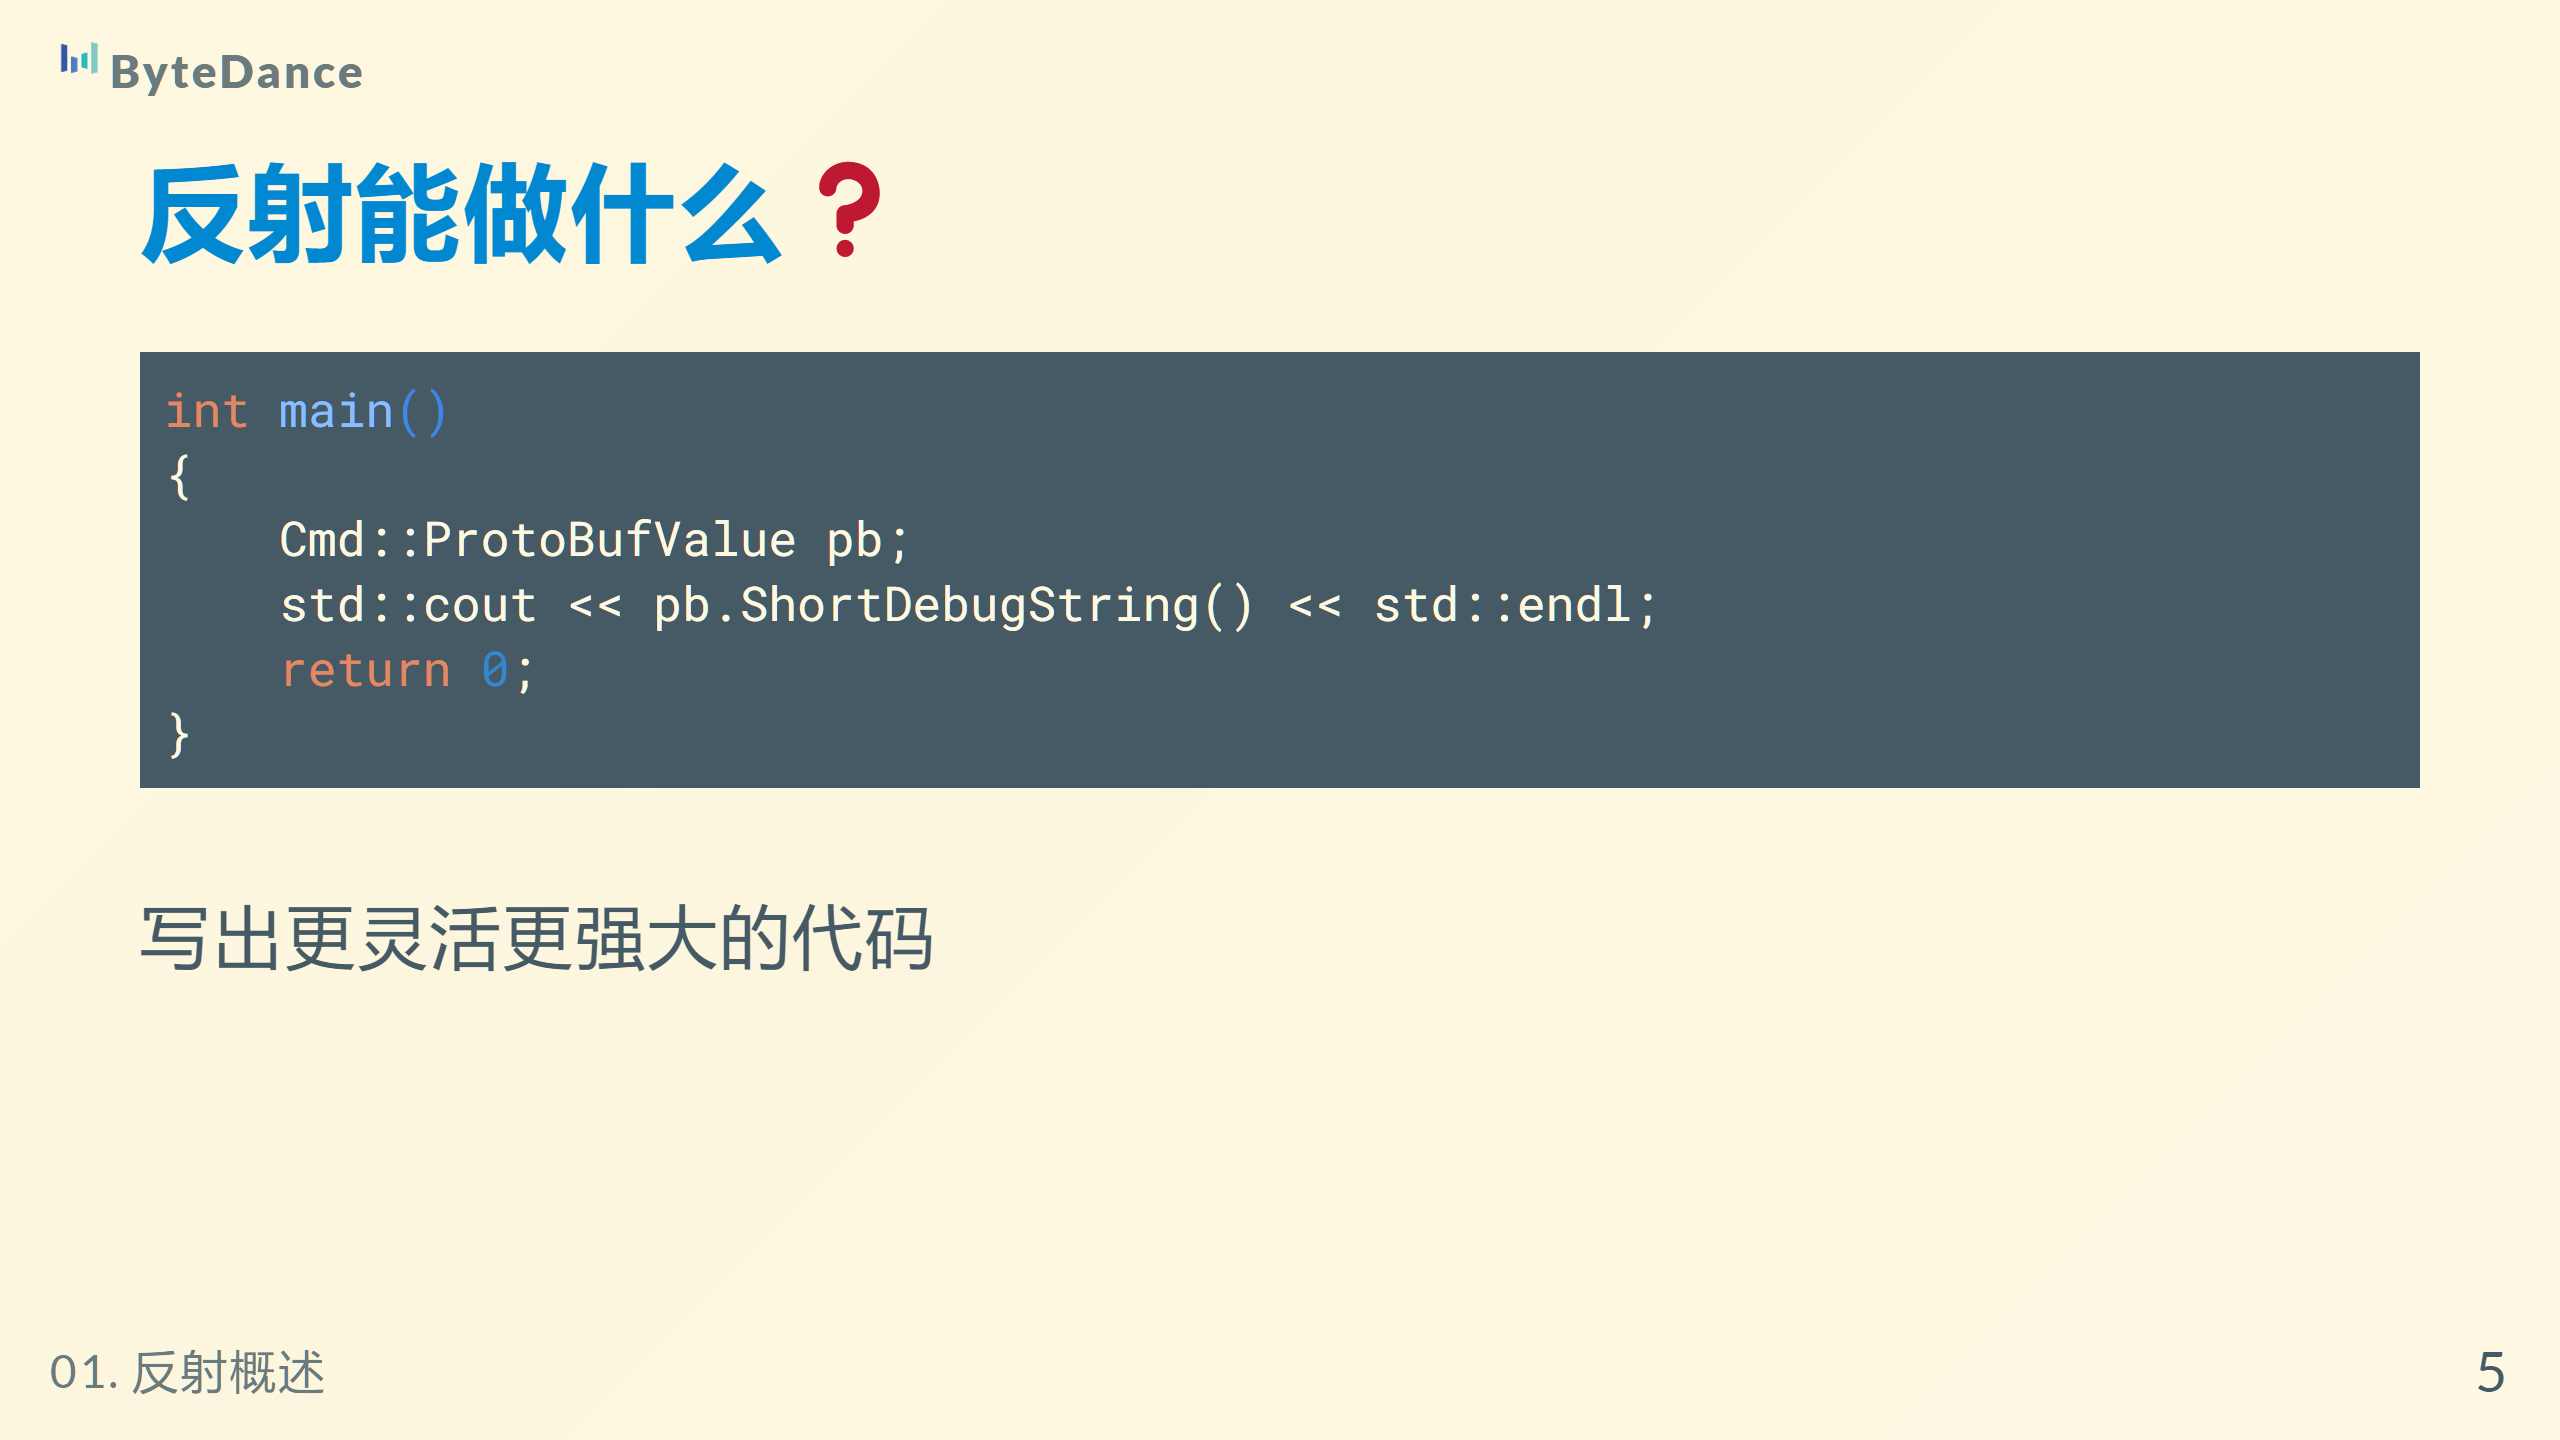 ByteDance
反射能做什么❓
int main()
{
    Cmd::ProtoBufValue pb;
    std::cout << pb.ShortDebugString() << std::endl;
    return 0;
}
写出更灵活更强大的代码
01. 反射概述
5